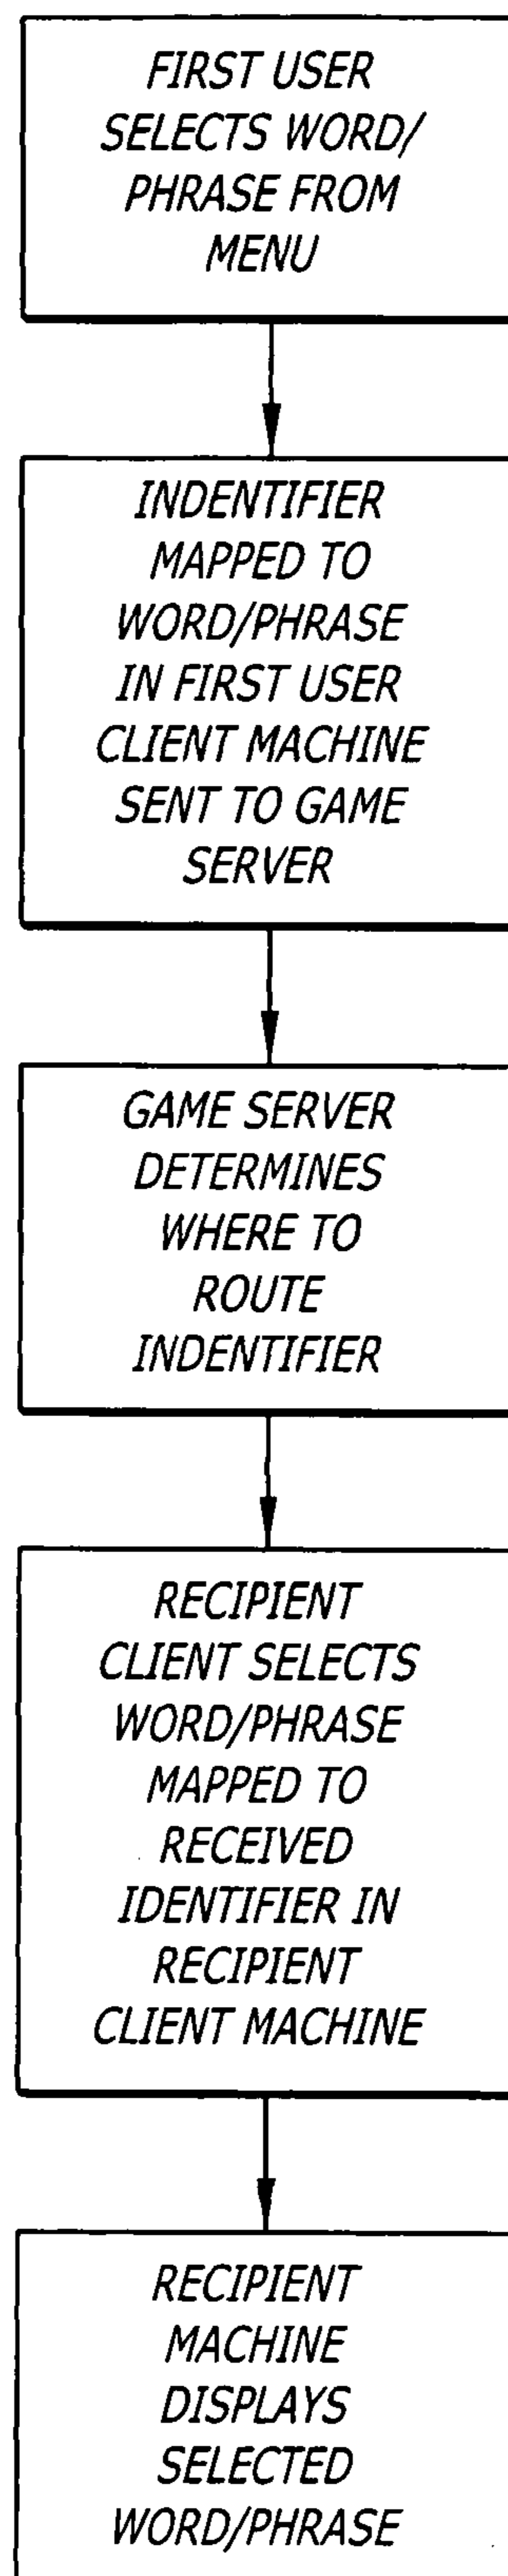 FIRST USER
SELECTS WORD/
PHRASE FROM
MENU
INDENTIFIER
MAPPED TO
WORD/PHRASE
IN FIRST USER
CLIENT MACHINE
SENT TO GAME
SERVER
GAME SERVER
DETERMINES
WHERE TO
ROUTE
INDENTIFIER
RECIPIENT
CLIENT SELECTS
WORD/PHRASE
MAPPED TO
RECEIVED
IDENTIFIER IN
RECIPIENT
CLIENT MACHINE
RECIPIENT
MACHINE
DISPLAYS
SELECTED
WORD/PHRASE